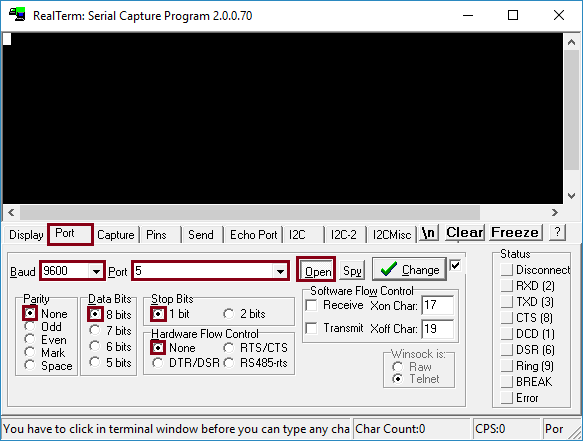 RealTerm: Serial Capture Program 2.0.0.70
Display Port Capture Pins Send Echo Port I2C I2C-2 I2CMisc \n Clear Freeze ?
Baud 9600 Port 5 Open Spy Change
Parity
None
Odd
Even
Mark
Space
Data Bits
8 bits
7 bits
6 bits
5 bits
Stop Bits
1 bit 2 bits
Hardware Flow Control
None RTS/CTS
DTR/DSR RS485-rts
Software Flow Control
Receive Xon Char: 17
Transmit Xoff Char: 19
Winsock is:
Raw
Telnet
Status
Disconnect
RXD (2)
TXD (3)
CTS (8)
DCD (1)
DSR (6)
Ring (9)
BREAK
Error
You have to click in terminal window before you can type any cha Char Count:0 CPS:0 Por